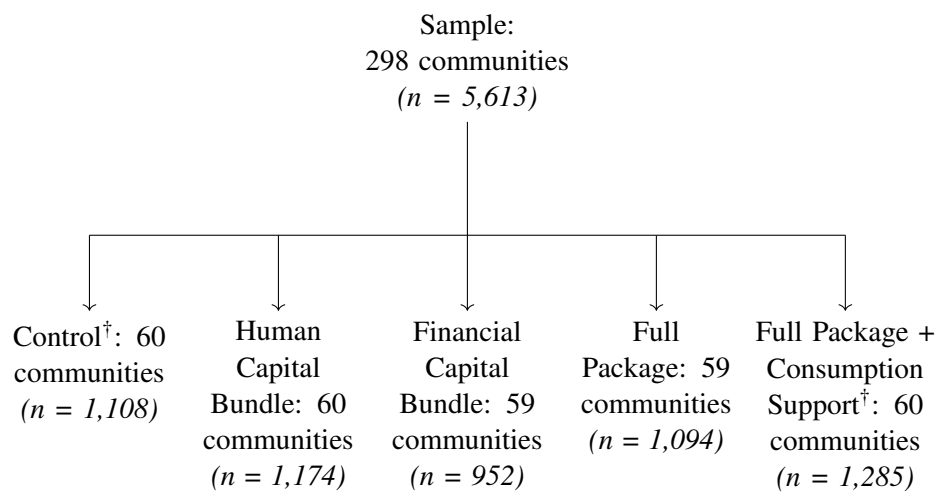 Sample:
298 communities
(n = 5,613)
Control†: 60
communities
(n = 1,108)
Human
Capital
Bundle: 60
communities
(n = 1,174)
Financial
Capital
Bundle: 59
communities
(n = 952)
Full
Package: 59
communities
(n = 1,094)
Full Package +
Consumption
Support†: 60
communities
(n = 1,285)